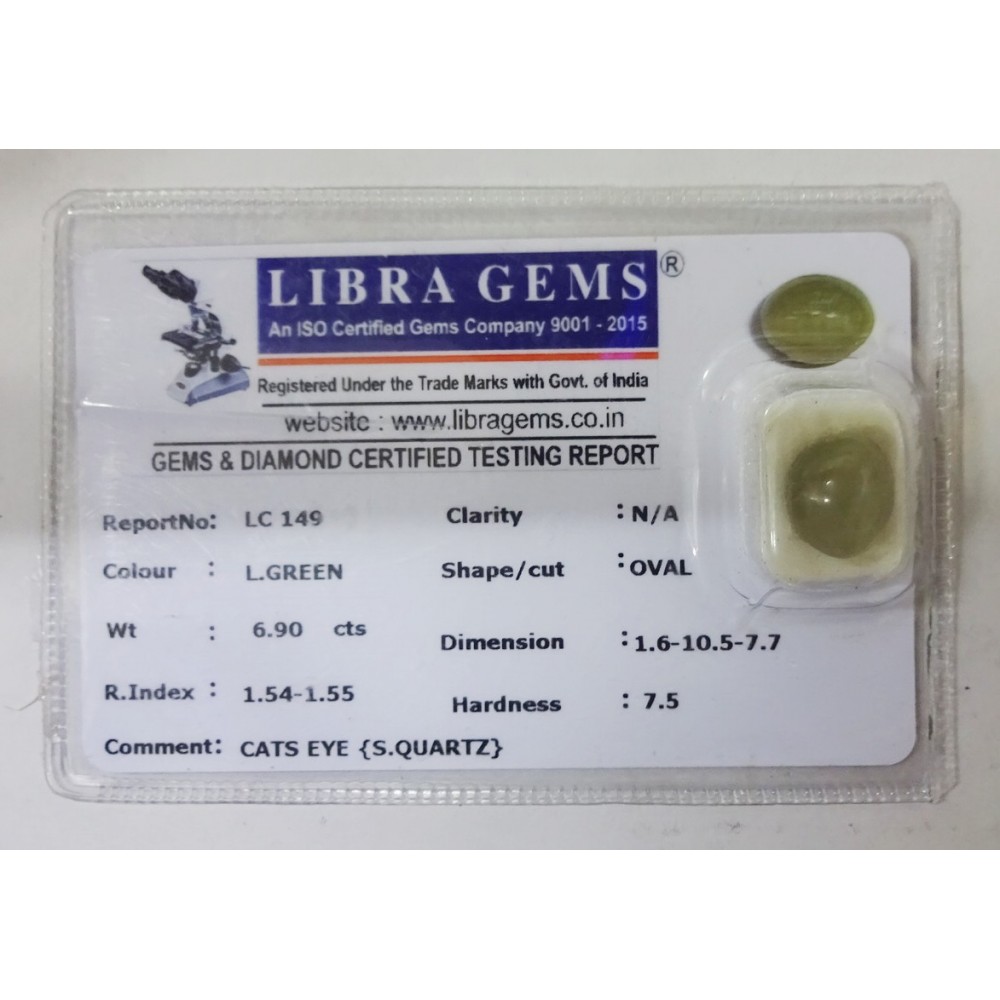 LIBRA GEMS ®
An ISO Certified Gems Company 9001 - 2015
Registered Under the Trade Marks with Govt. of India
website : www.libragems.co.in
GEMS & DIAMOND CERTIFIED TESTING REPORT
ReportNo: LC 149 Clarity : N/A
Colour : L.GREEN Shape/cut : OVAL
Wt : 6.90 cts Dimension : 1.6-10.5-7.7
R.Index : 1.54-1.55 Hardness : 7.5
Comment: CATS EYE {S.QUARTZ}